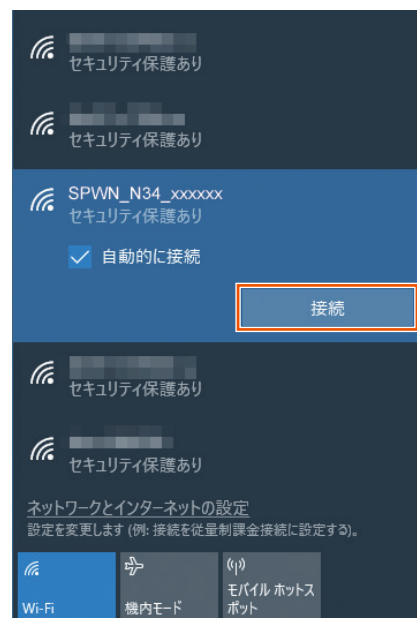 セキュリティ保護あり
セキュリティ保護あり
SPWN_N34_xxxxxx
セキュリティ保護あり
自動的に接続
接続
セキュリティ保護あり
セキュリティ保護あり
ネットワークとインターネットの設定
設定を変更します (例: 接続を従量制課金接続に設定する)。
Wi-Fi
機内モード
モバイル ホットス
ポット